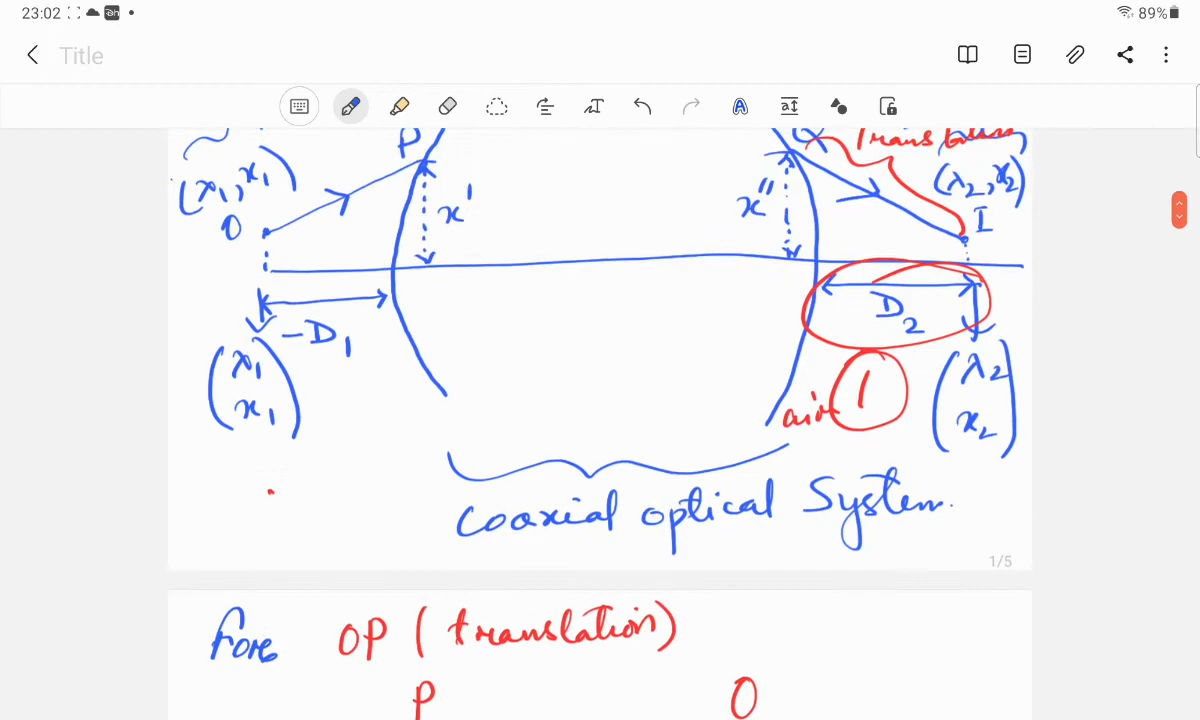 23:02 89%
Title
P Translation
(λ1, x1) (λ2, x2)
O x' x'' I
-D1 D2
(λ1 x1) air 1 (λ2 x2)
Coaxial optical System.
1/5
For OP (translation)
P O